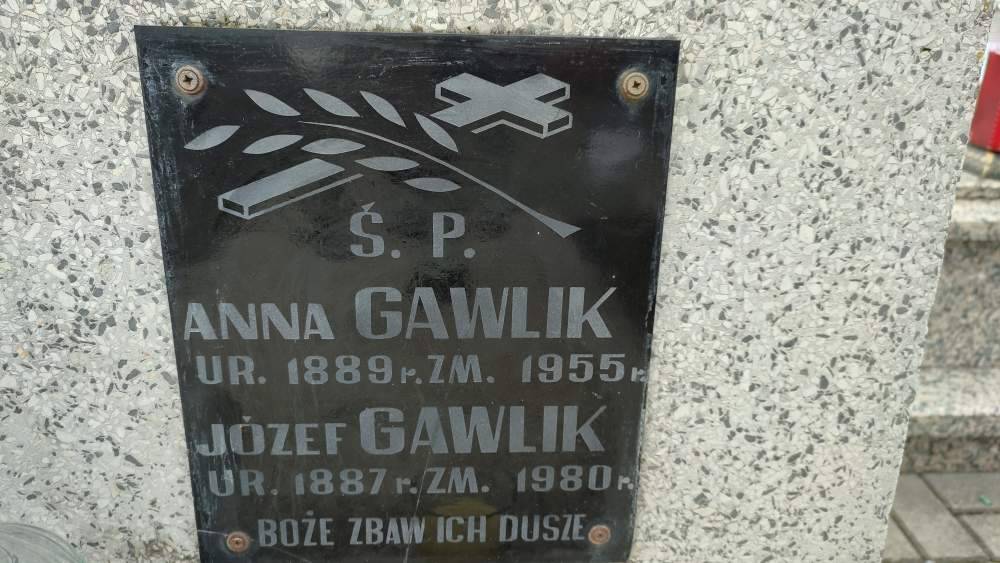 Ś. P.
ANNA GAWLIK
UR. 1889 r. ZM. 1955 r.
JÓZEF GAWLIK
UR. 1887 r. ZM. 1980 r.
BOŻE ZBAW ICH DUSZE